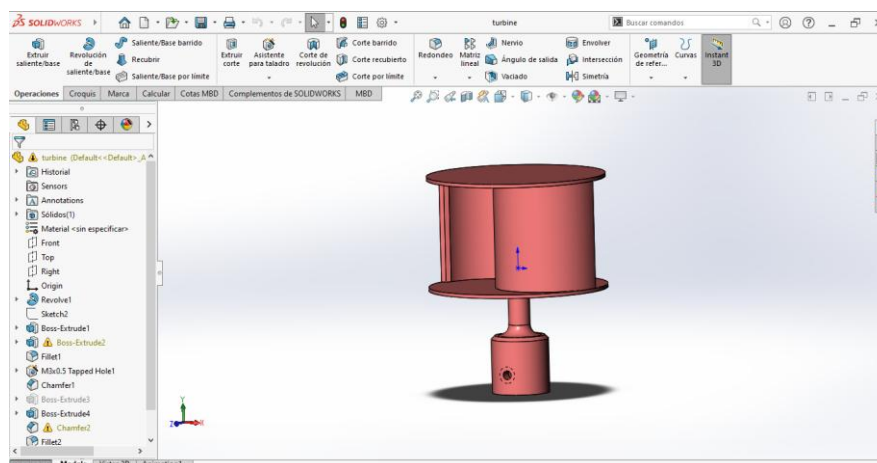 SOLIDWORKS
turbine
Buscar comandos
Extruir saliente/base
Revolución de saliente/base
Saliente/Base barrido
Recubrir
Saliente/Base por límite
Extruir corte
Asistente para taladro
Corte de revolución
Corte barrido
Corte recubierto
Corte por límite
Redondeo
Matriz lineal
Nervio
Ángulo de salida
Vaciado
Envolver
Intersección
Simetría
Geometría de refer...
Curvas
Instant 3D
Operaciones Croquis Marca Calcular Cotas MBD Complementos de SOLIDWORKS MBD
turbine (Default<<Default>_A
Historial
Sensors
Annotations
Sólidos(1)
Material <sin especificar>
Front
Top
Right
Origin
Revolve1
Sketch2
Boss-Extrude1
Boss-Extrude2
Fillet1
M3x0.5 Tapped Hole1
Chamfer1
Boss-Extrude3
Boss-Extrude4
Chamfer2
Fillet2
Y
Z
X